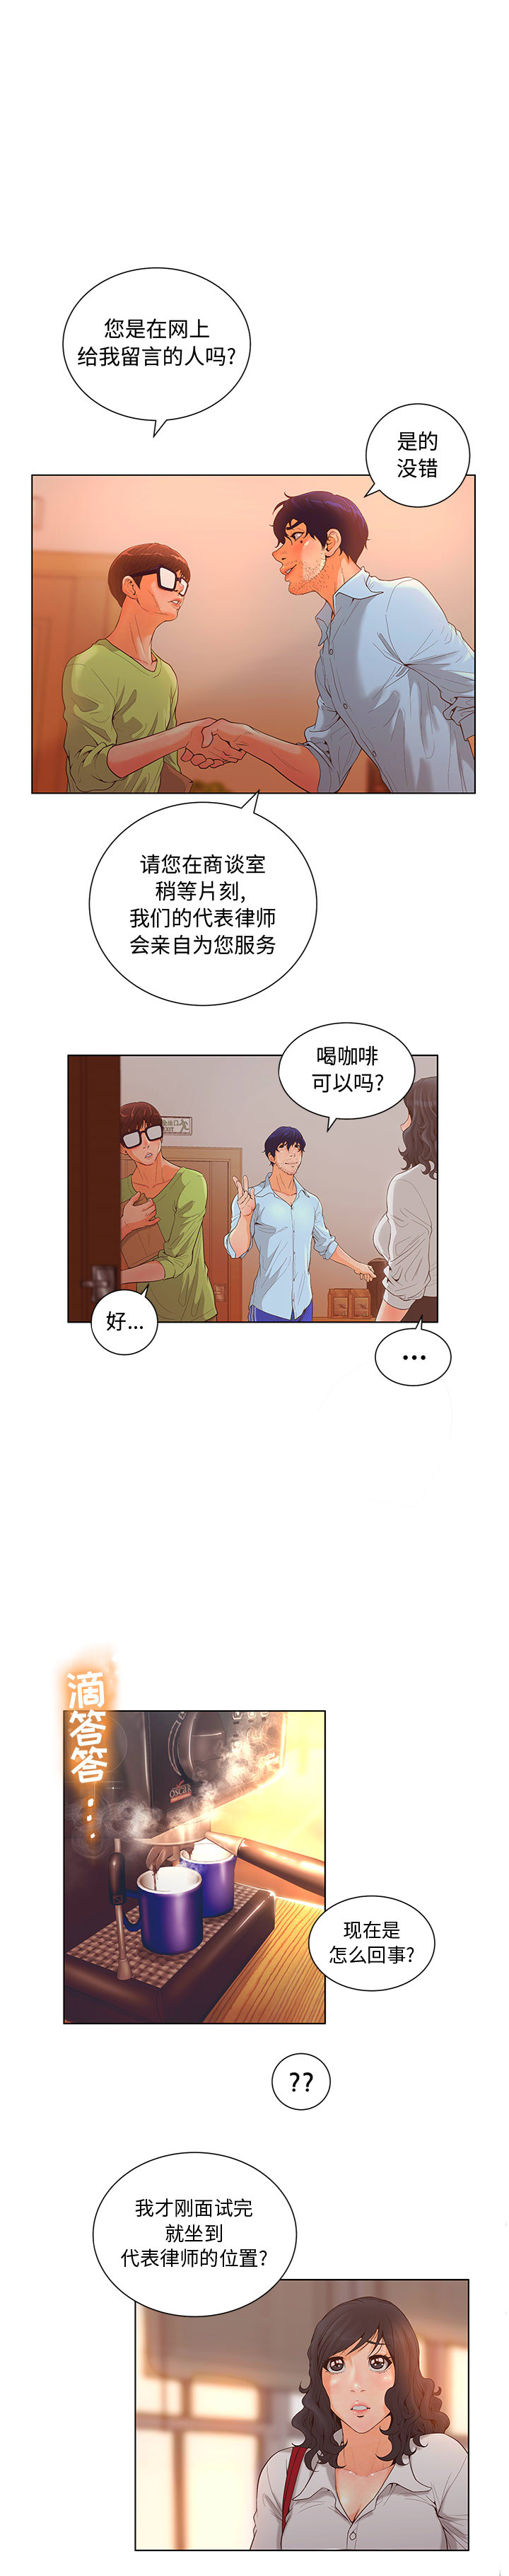 您是在网上
给我留言的人吗?
是的
没错
请您在商谈室
稍等片刻,
我们的代表律师
会亲自为您服务
喝咖啡
可以吗?
EXIT
好...
...
滴答答...
OSCAR
现在是
怎么回事?
??
我才刚面试完
就坐到
代表律师的位置?